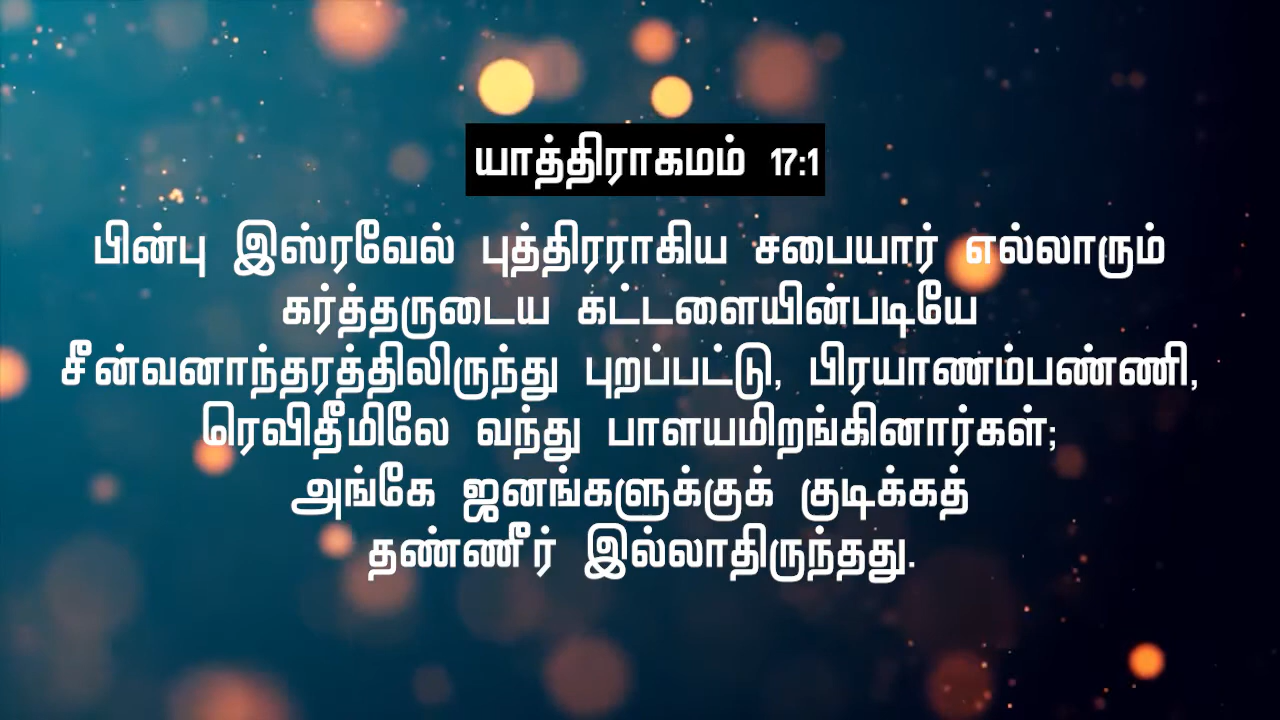 யாத்திராகமம் 17:1
பின்பு இஸ்ரவேல் புத்திரராகிய சபையார் எல்லாரும்
கர்த்தருடைய கட்டளையின்படியே
சீன்வனாந்தரத்திலிருந்து புறப்பட்டு, பிரயாணம்பண்ணி,
ரெவிதீமிலே வந்து பாளயமிறங்கினார்கள்;
அங்கே ஜனங்களுக்குக் குடிக்கத்
தண்ணீர் இல்லாதிருந்தது.